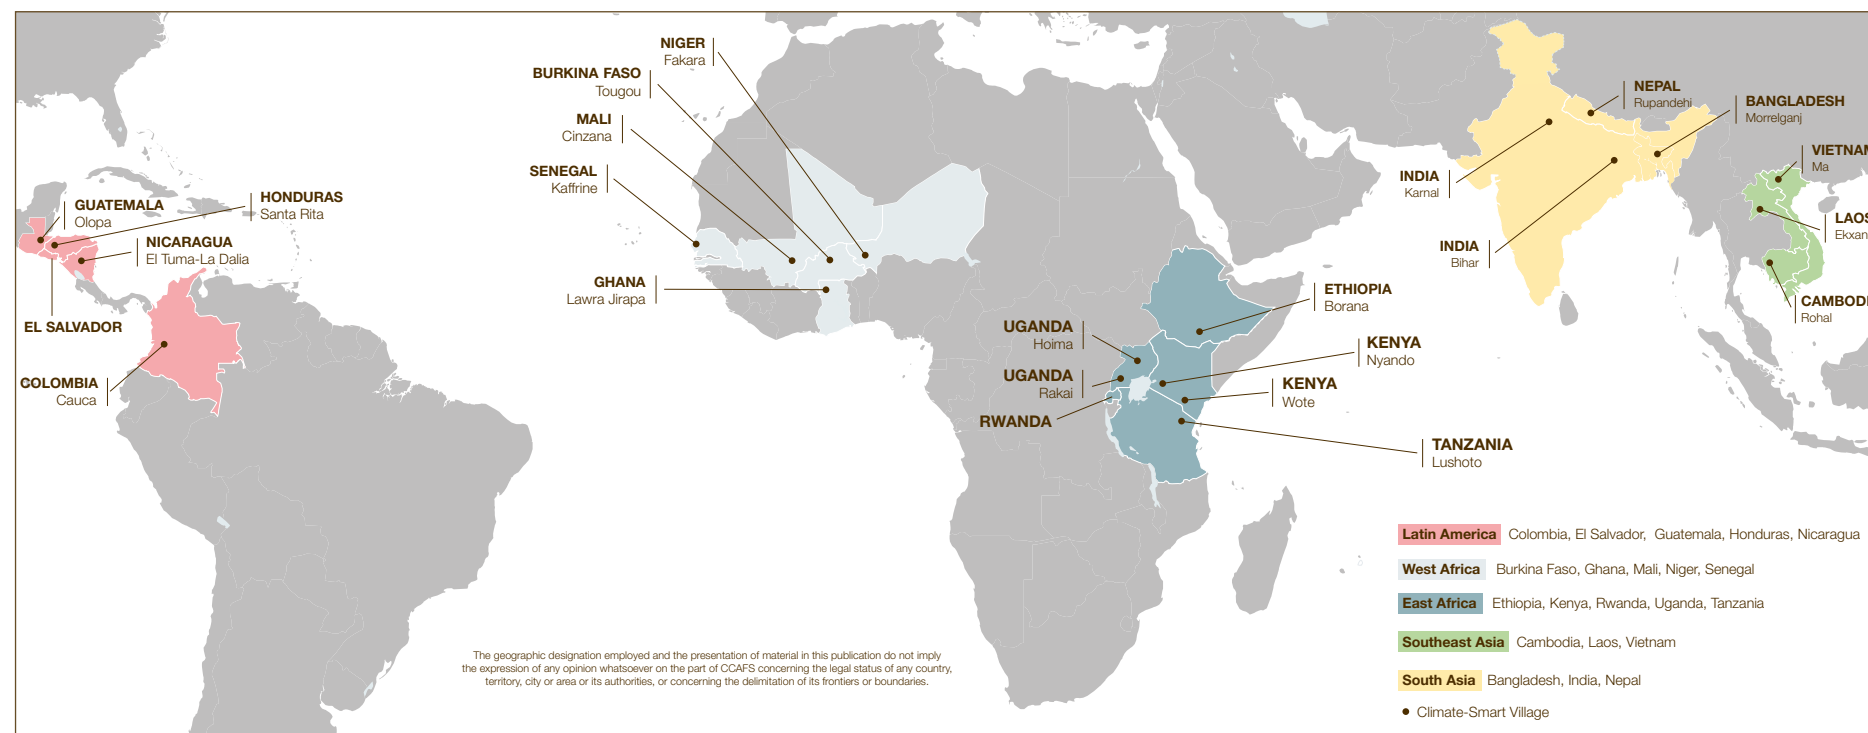 NIGER
Fakara
BURKINA FASO
Tougou
MALI
Cinzana
SENEGAL
Kaffrine
GHANA
Lawra Jirapa
GUATEMALA
Olopa
HONDURAS
Santa Rita
NICARAGUA
El Tuma-La Dalia
EL SALVADOR
COLOMBIA
Cauca
UGANDA
Hoima
UGANDA
Rakai
RWANDA
ETHIOPIA
Borana
KENYA
Nyando
KENYA
Wote
TANZANIA
Lushoto
NEPAL
Rupandehi
BANGLADESH
Morrelganj
INDIA
Karnal
INDIA
Bihar
VIETNAM
Ma
LAOS
Ekxan
CAMBODI
Rohal
Latin America Colombia, El Salvador, Guatemala, Honduras, Nicaragua
West Africa Burkina Faso, Ghana, Mali, Niger, Senegal
East Africa Ethiopia, Kenya, Rwanda, Uganda, Tanzania
Southeast Asia Cambodia, Laos, Vietnam
South Asia Bangladesh, India, Nepal
Climate-Smart Village
The geographic designation employed and the presentation of material in this publication do not imply
the expression of any opinion whatsoever on the part of CCAFS concerning the legal status of any country,
territory, city or area or its authorities, or concerning the delimitation of its frontiers or boundaries.